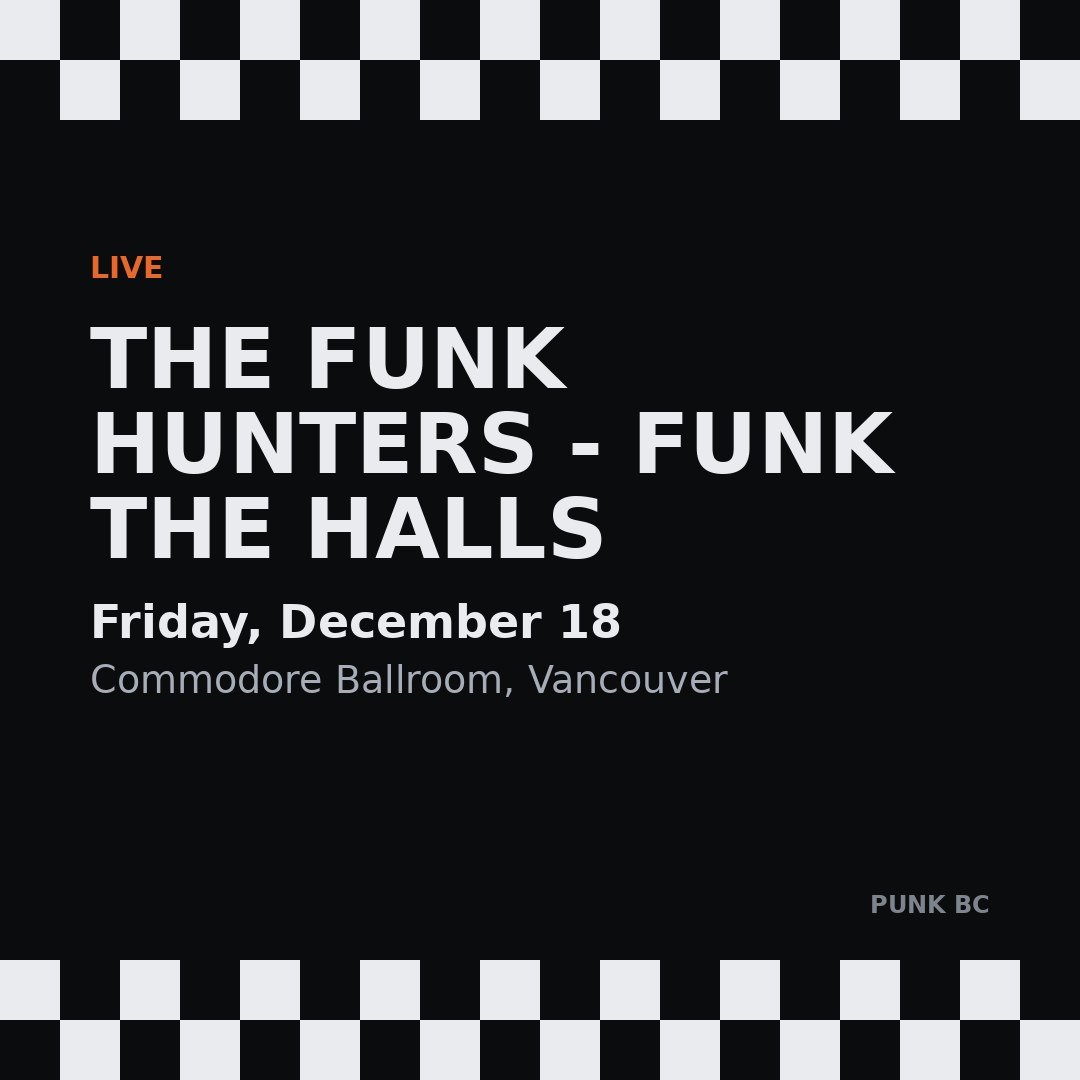 LIVE
THE FUNK
HUNTERS - FUNK
THE HALLS
Friday, December 18
Commodore Ballroom, Vancouver
PUNK BC